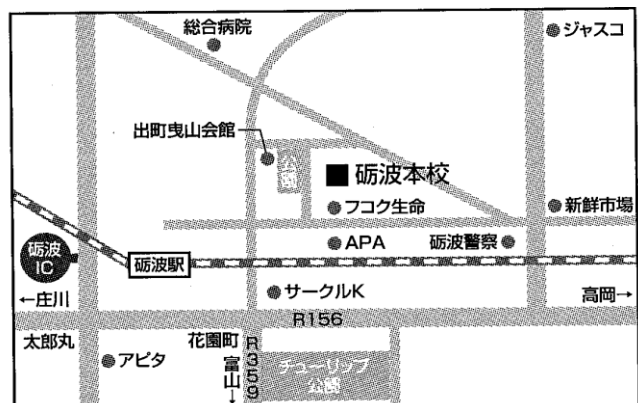 総合病院
ジャスコ
出町曳山会館
公園
■砺波本校
フコク生命
新鮮市場
砺波
IC
砺波駅
APA
砺波警察
←庄川
サークルK
高岡→
R156
太郎丸
アピタ
花園町
富山↓
R359
チューリップ
公園